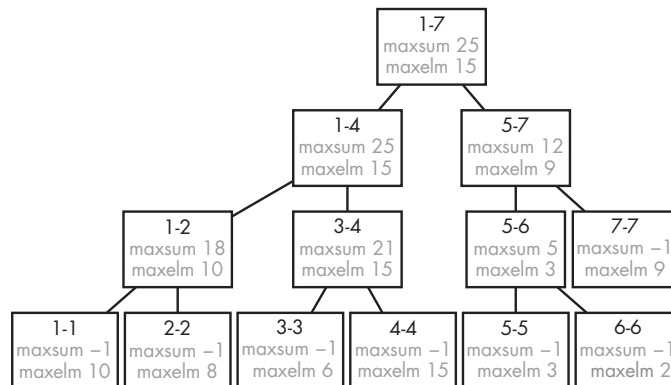 1-7
maxsum 25
maxelm 15
1-4
maxsum 25
maxelm 15
5-7
maxsum 12
maxelm 9
1-2
maxsum 18
maxelm 10
3-4
maxsum 21
maxelm 15
5-6
maxsum 5
maxelm 3
7-7
maxsum –1
maxelm 9
1-1
maxsum –1
maxelm 10
2-2
maxsum –1
maxelm 8
3-3
maxsum –1
maxelm 6
4-4
maxsum –1
maxelm 15
5-5
maxsum –1
maxelm 3
6-6
maxsum –1
maxelm 2